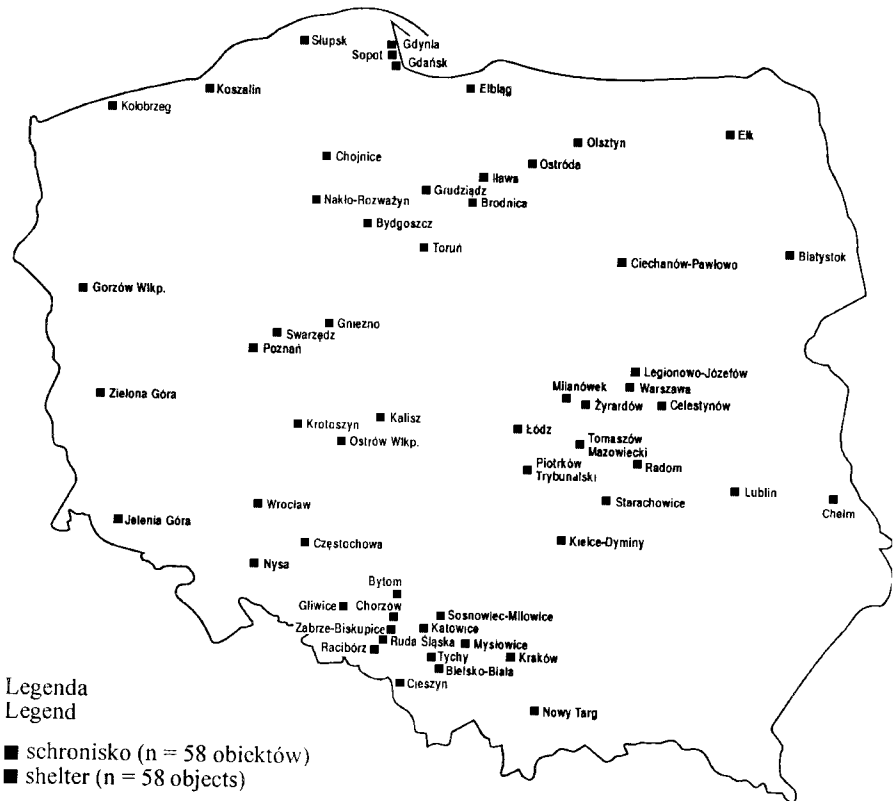 Słupsk
Gdynia
Sopot
Gdańsk
Koszalin
Elbląg
Kołobrzeg
Ełk
Olsztyn
Chojnice
Ostróda
Iława
Grudziądz
Nakło-Rozważyn
Brodnica
Bydgoszcz
Toruń
Białystok
Ciechanów-Pawłowo
Gorzów Wlkp.
Gniezno
Swarzędz
Poznań
Legionowo-Józefów
Milanówek
Warszawa
Zielona Góra
Żyrardów
Celestynów
Kalisz
Krotoszyn
Łódź
Ostrów Wlkp.
Tomaszów
Mazowiecki
Piotrków
Trybunalski
Radom
Lublin
Starachowice
Chełm
Wrocław
Jelenia Góra
Częstochowa
Kielce-Dyminy
Nysa
Bytom
Gliwice
Chorzów
Sosnowiec-Milowice
Zabrze-Biskupice
Katowice
Ruda Śląska
Mysłowice
Racibórz
Tychy
Kraków
Bielsko-Biała
Cieszyn
Nowy Targ
Legenda
Legend
schronisko (n = 58 obiektów)
shelter (n = 58 objects)